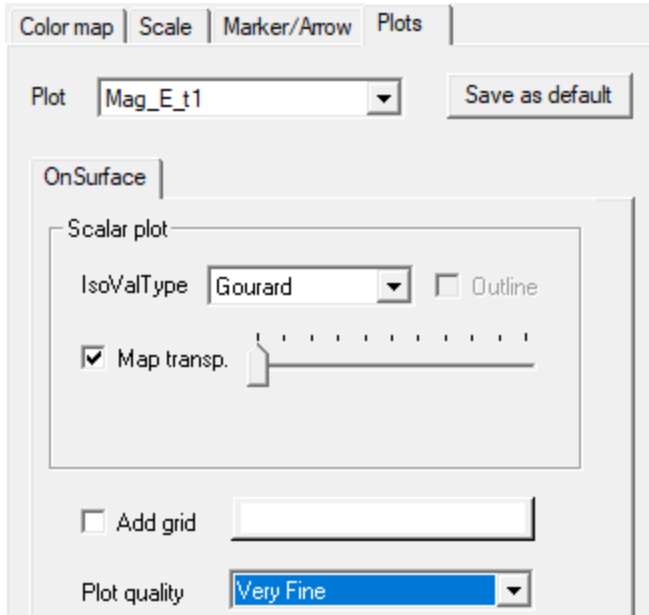 Color map Scale Marker/Arrow Plots
Plot Mag_E_t1 Save as default
OnSurface
Scalar plot
IsoValType Gourard Outline
Map transp.
Add grid
Plot quality Very Fine